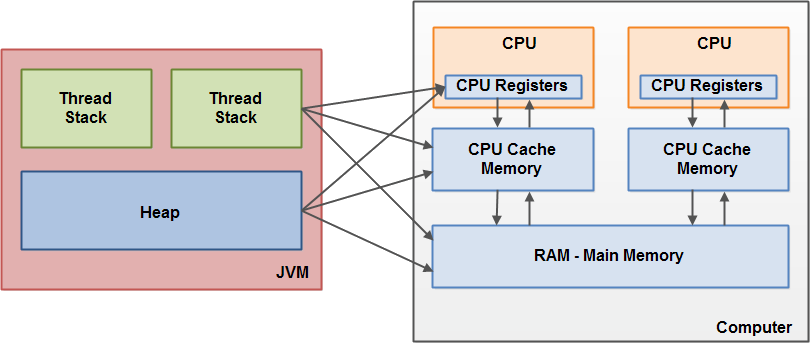 Thread
Stack
Thread
Stack
Heap
JVM
CPU
CPU Registers
CPU Cache
Memory
CPU
CPU Registers
CPU Cache
Memory
RAM - Main Memory
Computer